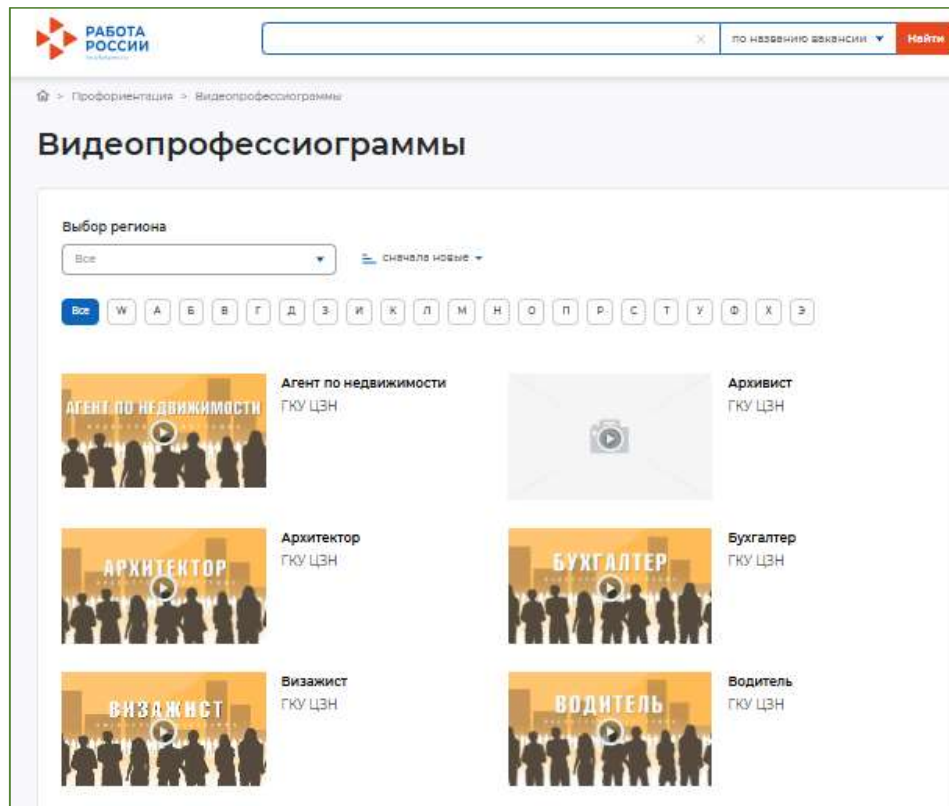 РАБОТА
РОССИИ
по названию вакансии
Найти
> Профориентация > Видеопрофессиограммы
Видеопрофессиограммы
Выбор региона
Все
сначала новые
Все W А Б В Г Д З И К Л М Н О П Р С Т У Ф Х Э
АГЕНТ ПО НЕДВИЖИМОСТИ
Агент по недвижимости
ГКУ ЦЗН
Архивист
ГКУ ЦЗН
АРХИТЕКТОР
Архитектор
ГКУ ЦЗН
БУХГАЛТЕР
Бухгалтер
ГКУ ЦЗН
ВИЗАЖИСТ
Визажист
ГКУ ЦЗН
ВОДИТЕЛЬ
Водитель
ГКУ ЦЗН